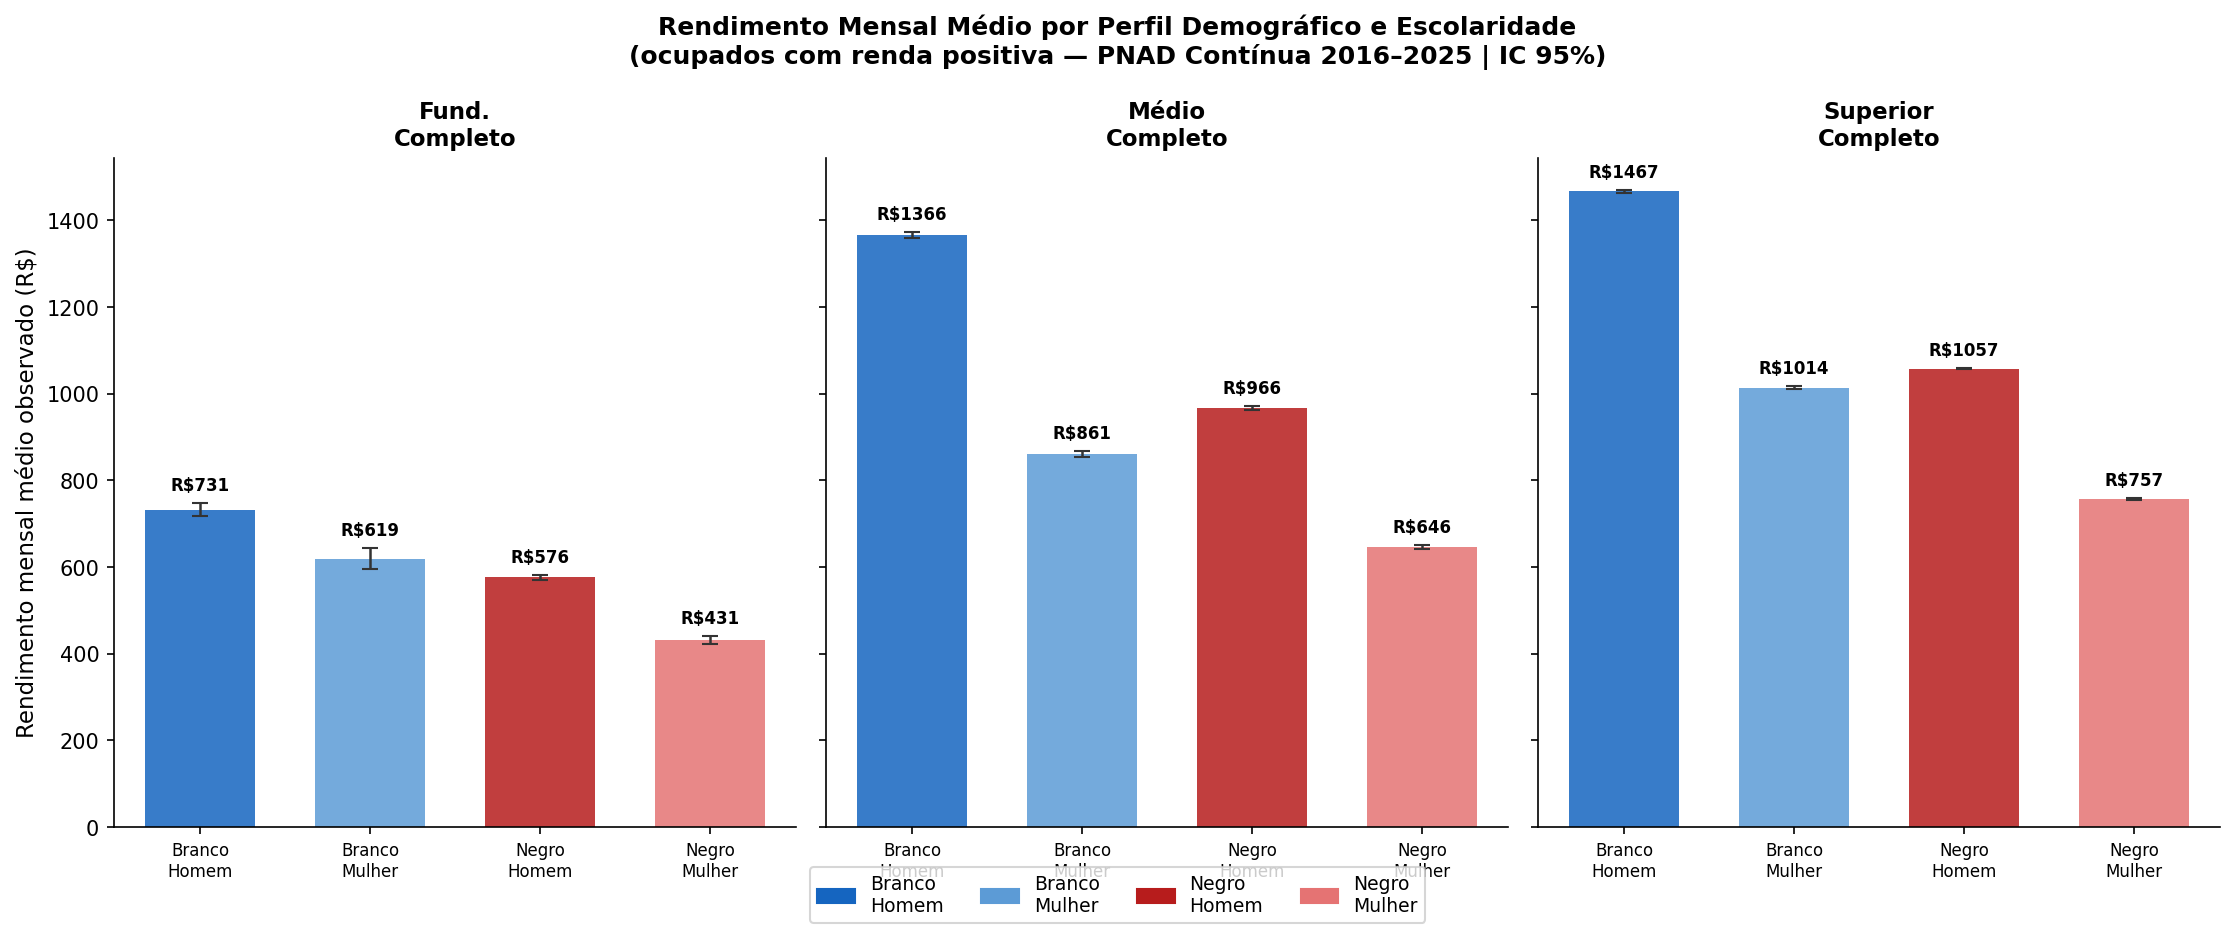 Rendimento Mensal Médio por Perfil Demográfico e Escolaridade
(ocupados com renda positiva — PNAD Contínua 2016–2025 | IC 95%)
Fund.
Completo
Médio
Completo
Superior
Completo
Rendimento mensal médio observado (R$)
1400
1200
1000
800
600
400
200
0
R$731
R$619
R$576
R$431
R$1366
R$861
R$966
R$646
R$1467
R$1014
R$1057
R$757
Branco
Homem
Branco
Mulher
Negro
Homem
Negro
Mulher
Branco
Homem
Branco
Mulher
Negro
Homem
Negro
Mulher
Branco
Homem
Branco
Mulher
Negro
Homem
Negro
Mulher
Branco
Homem
Branco
Mulher
Negro
Homem
Negro
Mulher